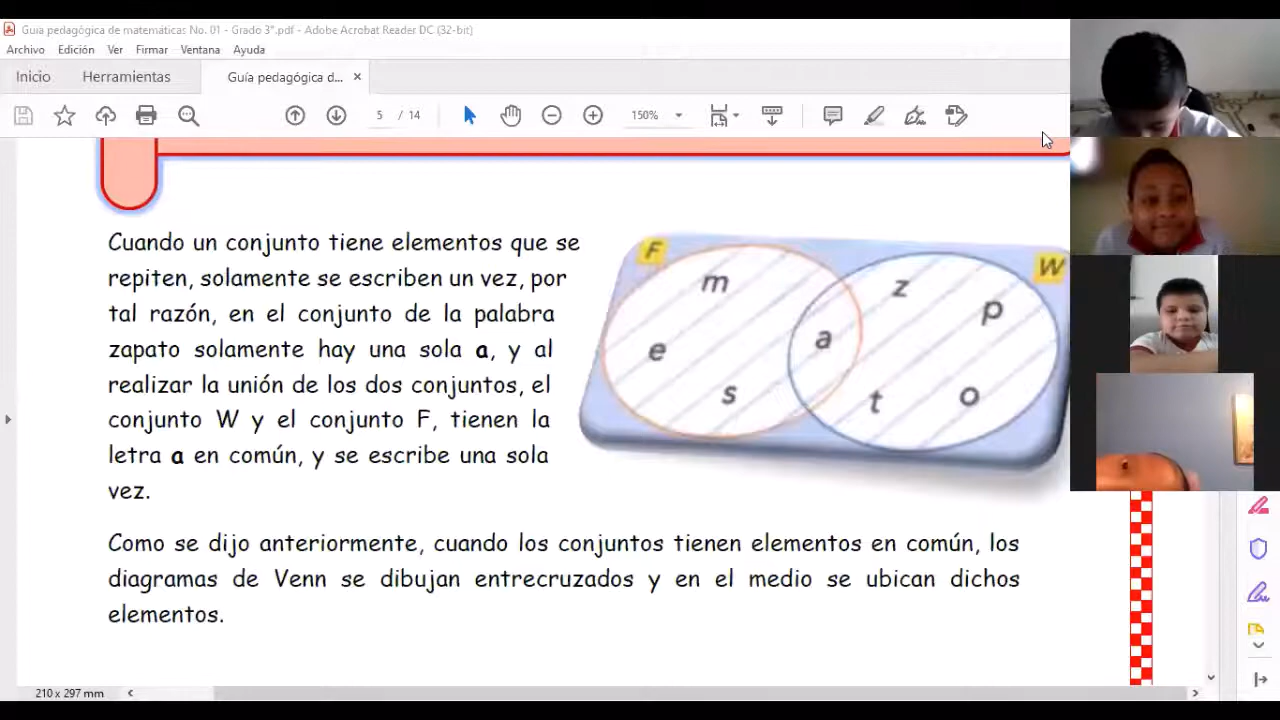 Guía pedagógica de matemáticas No. 01 - Grado 3°.pdf - Adobe Acrobat Reader DC (32-bit)
Archivo Edición Ver Firmar Ventana Ayuda
Inicio Herramientas Guía pedagógica d... ×
5 / 14 150%
Cuando un conjunto tiene elementos que se
repiten, solamente se escriben un vez, por
tal razón, en el conjunto de la palabra
zapato solamente hay una sola a, y al
realizar la unión de los dos conjuntos, el
conjunto W y el conjunto F, tienen la
letra a en común, y se escribe una sola
vez.
F W
m z p
e a
s t o
Como se dijo anteriormente, cuando los conjuntos tienen elementos en común, los
diagramas de Venn se dibujan entrecruzados y en el medio se ubican dichos
elementos.
210 x 297 mm